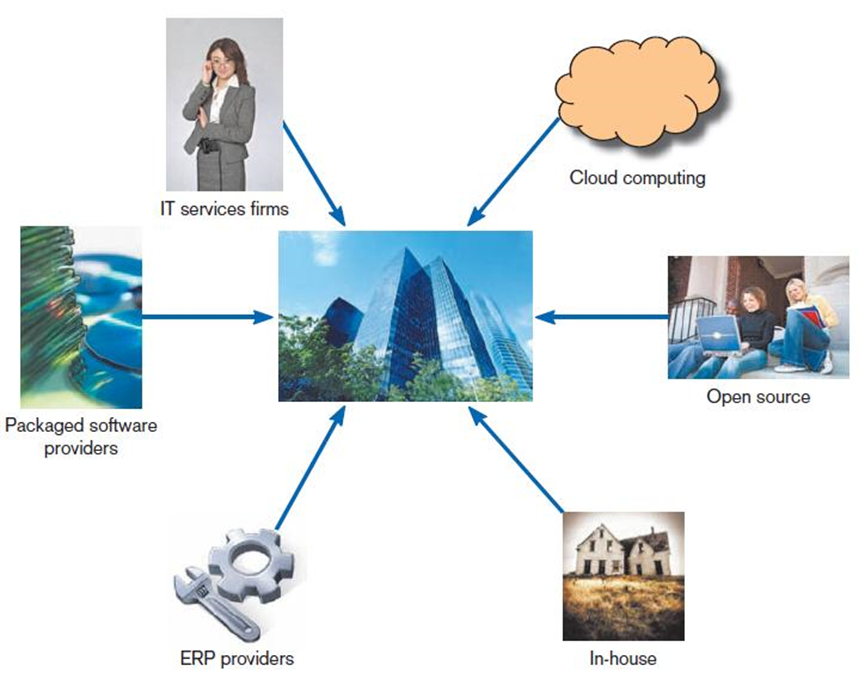 IT services firms
Cloud computing
Packaged software
providers
Open source
ERP providers
In-house